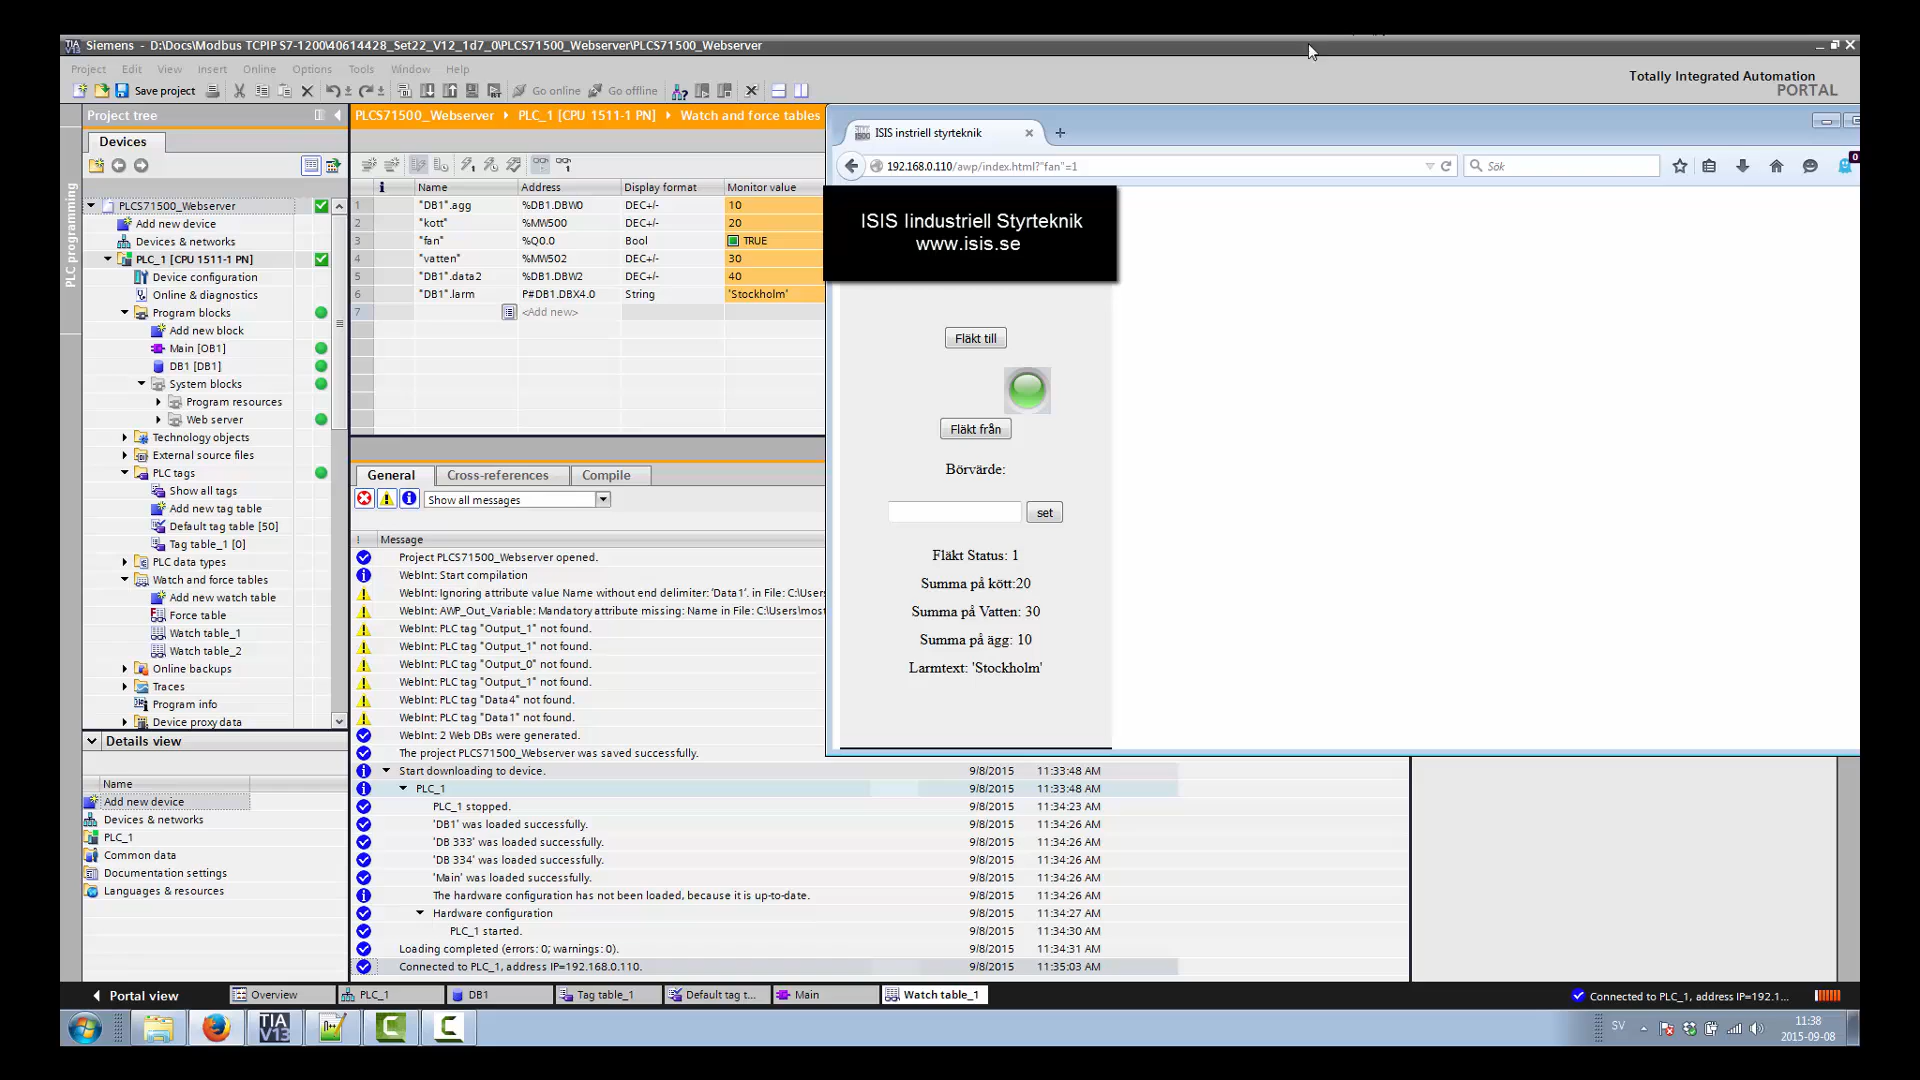 Siemens - D:\Docs\Modbus TCPIP S7-1200\40614428_Set22_V12_1d7_0\PLCS71500_Webserver\PLCS71500_Webserver
Project Edit View Insert Online Options Tools Window Help
Totally Integrated Automation
PORTAL
Save project
Go online
Go offline
Project tree
PLCS71500_Webserver PLC_1 [CPU 1511-1 PN] Watch and force tables
Devices
PLC programming
PLCS71500_Webserver
Add new device
Devices & networks
PLC_1 [CPU 1511-1 PN]
Device configuration
Online & diagnostics
Program blocks
Add new block
Main [OB1]
DB1 [DB1]
System blocks
Program resources
Web server
Technology objects
External source files
PLC tags
Show all tags
Add new tag table
Default tag table [50]
Tag table_1 [0]
PLC data types
Watch and force tables
Add new watch table
Force table
Watch table_1
Watch table_2
Online backups
Traces
Program info
Device proxy data
Details view
Name
Add new device
Devices & networks
PLC_1
Common data
Documentation settings
Languages & resources
i Name Address Display format Monitor value
1 "DB1".agg %DB1.DBW0 DEC+/- 10
2 "kott" %MW500 DEC+/- 20
3 "fan" %Q0.0 Bool TRUE
4 "vatten" %MW502 DEC+/- 30
5 "DB1".data2 %DB1.DBW2 DEC+/- 40
6 "DB1".larm P#DB1.DBX4.0 String 'Stockholm'
7 <Add new>
General Cross-references Compile
Show all messages
! Message
Project PLCS71500_Webserver opened.
WebInt: Start compilation
WebInt: Ignoring attribute value Name without end delimiter: 'Data1'. in File: C:\Users
WebInt: AWP_Out_Variable: Mandatory attribute missing: Name in File: C:\Users\most
WebInt: PLC tag "Output_1" not found.
WebInt: PLC tag "Output_1" not found.
WebInt: PLC tag "Output_0" not found.
WebInt: PLC tag "Output_1" not found.
WebInt: PLC tag "Data4" not found.
WebInt: PLC tag "Data1" not found.
WebInt: 2 Web DBs were generated.
The project PLCS71500_Webserver was saved successfully.
Start downloading to device. 9/8/2015 11:33:48 AM
PLC_1 9/8/2015 11:33:48 AM
PLC_1 stopped. 9/8/2015 11:34:23 AM
'DB1' was loaded successfully. 9/8/2015 11:34:26 AM
'DB 333' was loaded successfully. 9/8/2015 11:34:26 AM
'DB 334' was loaded successfully. 9/8/2015 11:34:26 AM
'Main' was loaded successfully. 9/8/2015 11:34:26 AM
The hardware configuration has not been loaded, because it is up-to-date. 9/8/2015 11:34:26 AM
Hardware configuration 9/8/2015 11:34:27 AM
PLC_1 started. 9/8/2015 11:34:30 AM
Loading completed (errors: 0; warnings: 0). 9/8/2015 11:34:31 AM
Connected to PLC_1, address IP=192.168.0.110. 9/8/2015 11:35:03 AM
ISIS instriell styrteknik
192.168.0.110/awp/index.html?"fan"=1
Sök
0
ISIS Iindustriell Styrteknik
www.isis.se
Fläkt till
Fläkt från
Börvärde:
set
Fläkt Status: 1
Summa på kött:20
Summa på Vatten: 30
Summa på ägg: 10
Larmtext: 'Stockholm'
Portal view
Overview
PLC_1
DB1
Tag table_1
Default tag t...
Main
Watch table_1
Connected to PLC_1, address IP=192.1...
TIA
V13
SV
11:38
2015-09-08